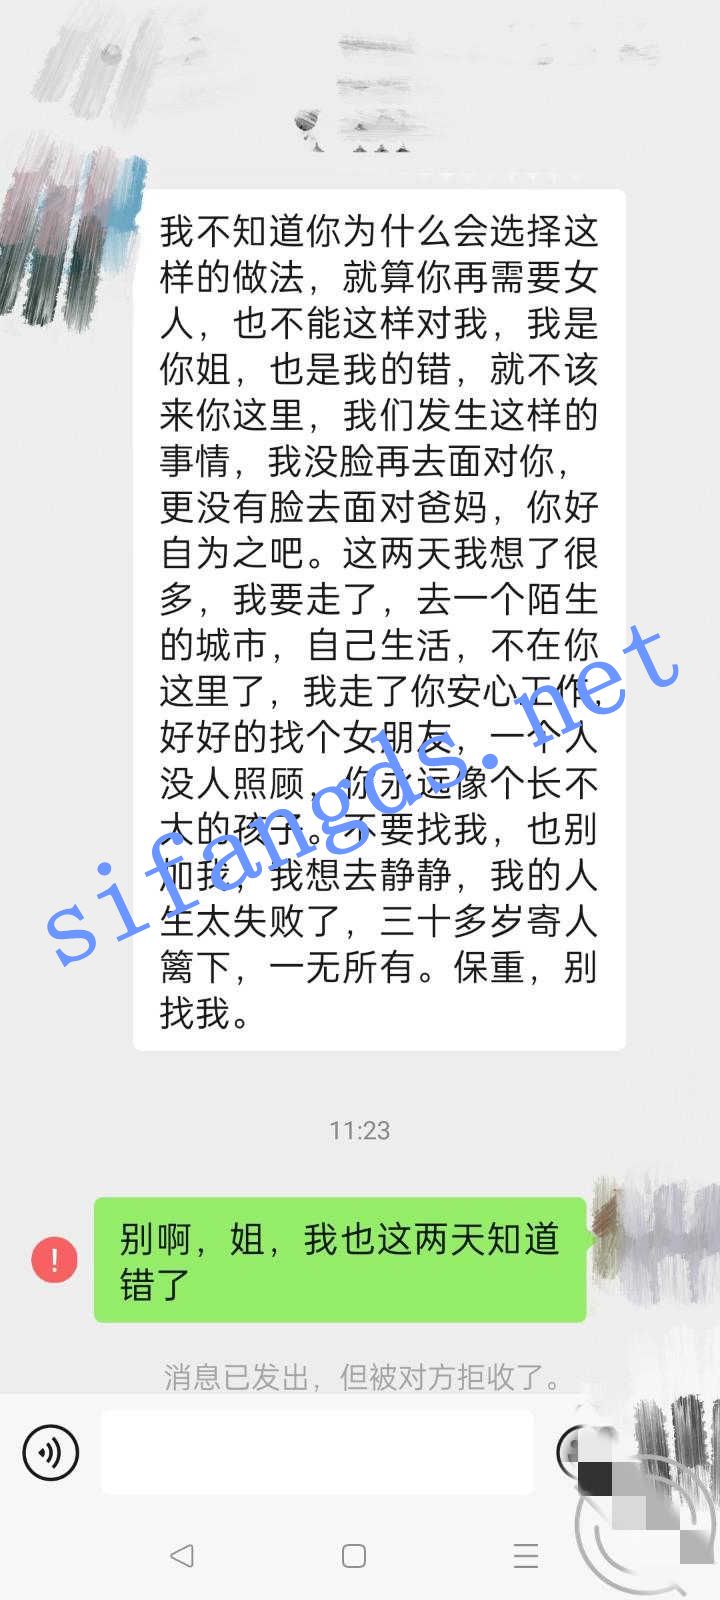 我不知道你为什么会选择这
样的做法，就算你再需要女
人，也不能这样对我，我是
你姐，也是我的错，就不该
来你这里，我们发生这样的
事情，我没脸再去面对你，
更没有脸去面对爸妈，你好
自为之吧。这两天我想了很
多，我要走了，去一个陌生
的城市，自己生活，不在你
这里了，我走了你安心工作，
好好的找个女朋友，一个人
没人照顾，你永远像个长不
大的孩子。不要找我，也别
加我，我想去静静，我的人
生太失败了，三十多岁寄人
篱下，一无所有。保重，别
找我。
sifangds.net
11:23
别啊，姐，我也这两天知道
错了
消息已发出，但被对方拒收了。